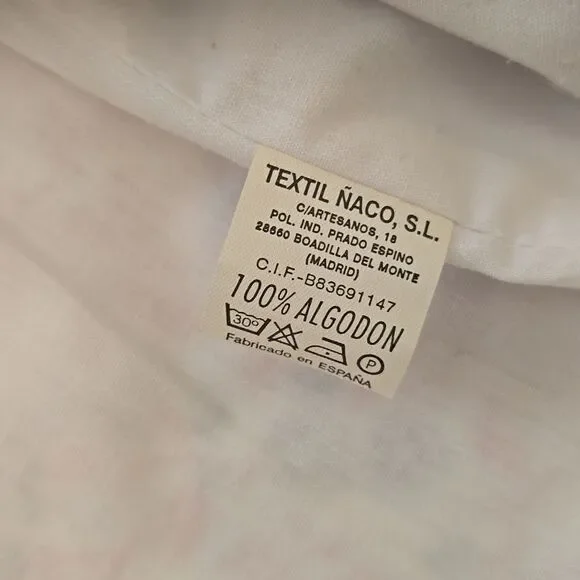 TEXTIL ÑACO, S.L.
C/ARTESANOS, 18
POL. IND. PRADO ESPINO
28660 BOADILLA DEL MONTE
(MADRID)
C.I.F.-B83691147
100% ALGODON
30º P
Fabricado en ESPAÑA